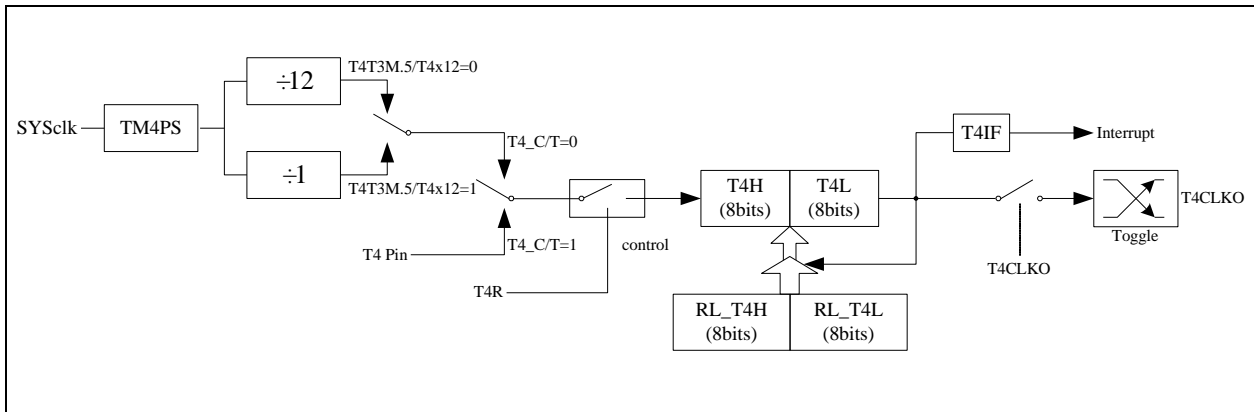 SYSclk
TM4PS
÷12
÷1
T4T3M.5/T4x12=0
T4T3M.5/T4x12=1
T4_C/T=0
T4_C/T=1
T4 Pin
T4R
control
T4H
(8bits)
T4L
(8bits)
RL_T4H
(8bits)
RL_T4L
(8bits)
T4IF
Interrupt
T4CLKO
Toggle
T4CLKO